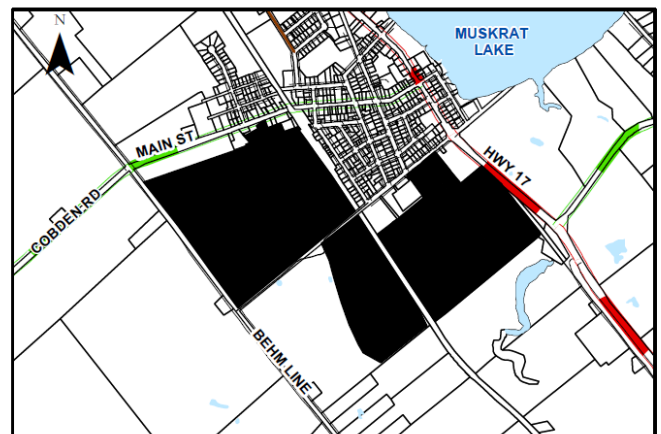 N
MUSKRAT
LAKE
MAIN ST.
HWY 17
COBDEN RD
BEHM LINE